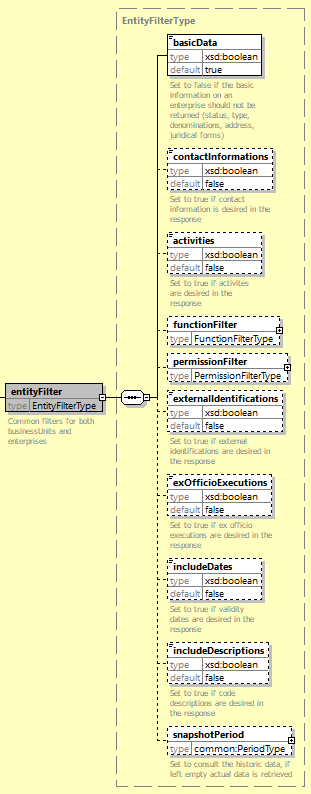 EntityFilterType
basicData
type xsd:boolean
default true
Set to false if the basic
information on an
enterprise should not be
returned (status, type,
denominations, address,
juridical forms)
contactInformations
type xsd:boolean
default false
Set to true if contact
information is desired in the
response
activities
type xsd:boolean
default false
Set to true if activites
are desired in the
response
functionFilter
type FunctionFilterType
permissionFilter
type PermissionFilterType
entityFilter
type EntityFilterType
Common filters for both
businessUnits and
enterprises
externalIdentifications
type xsd:boolean
default false
Set to true if external
identifications are desired in
the response
exOfficioExecutions
type xsd:boolean
default false
Set to true if ex officio
executions are desired in the
response
includeDates
type xsd:boolean
default false
Set to true if validity
dates are desired in the
response
includeDescriptions
type xsd:boolean
default false
Set to true if code
descriptions are desired in
the response
snapshotPeriod
type common:PeriodType
Set to consult the historic data, if
left empty actual data is retrieved